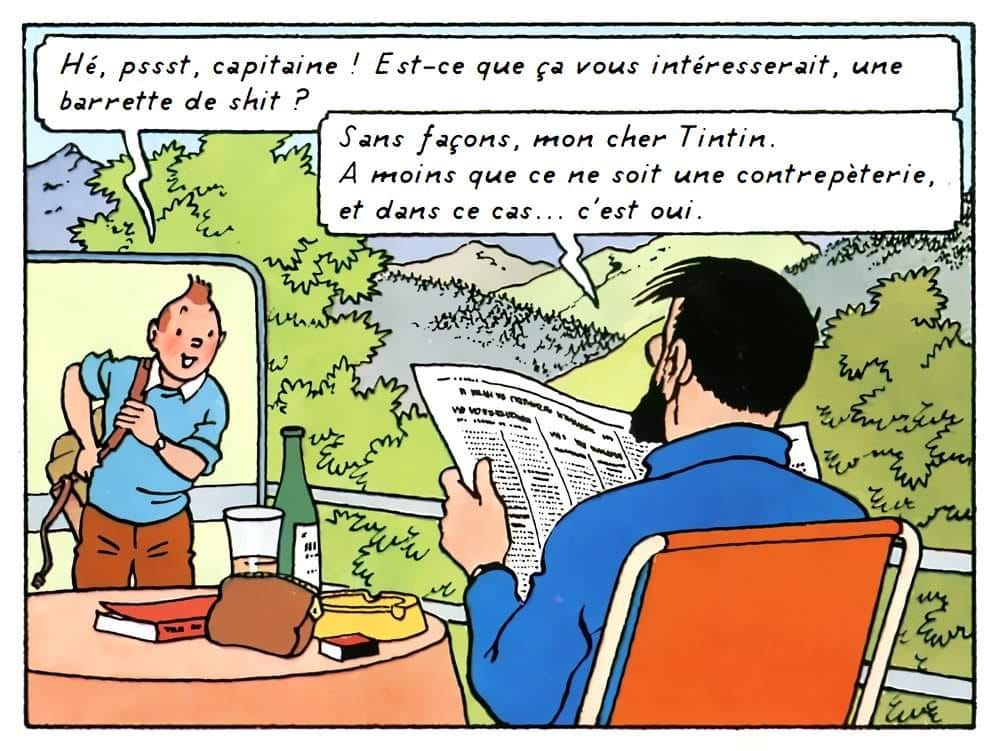 Hé, pssst, capitaine ! Est-ce que ça vous intéresserait, une
barrette de shit ?
Sans façons, mon cher Tintin.
A moins que ce ne soit une contrepèterie,
et dans ce cas... c'est oui.